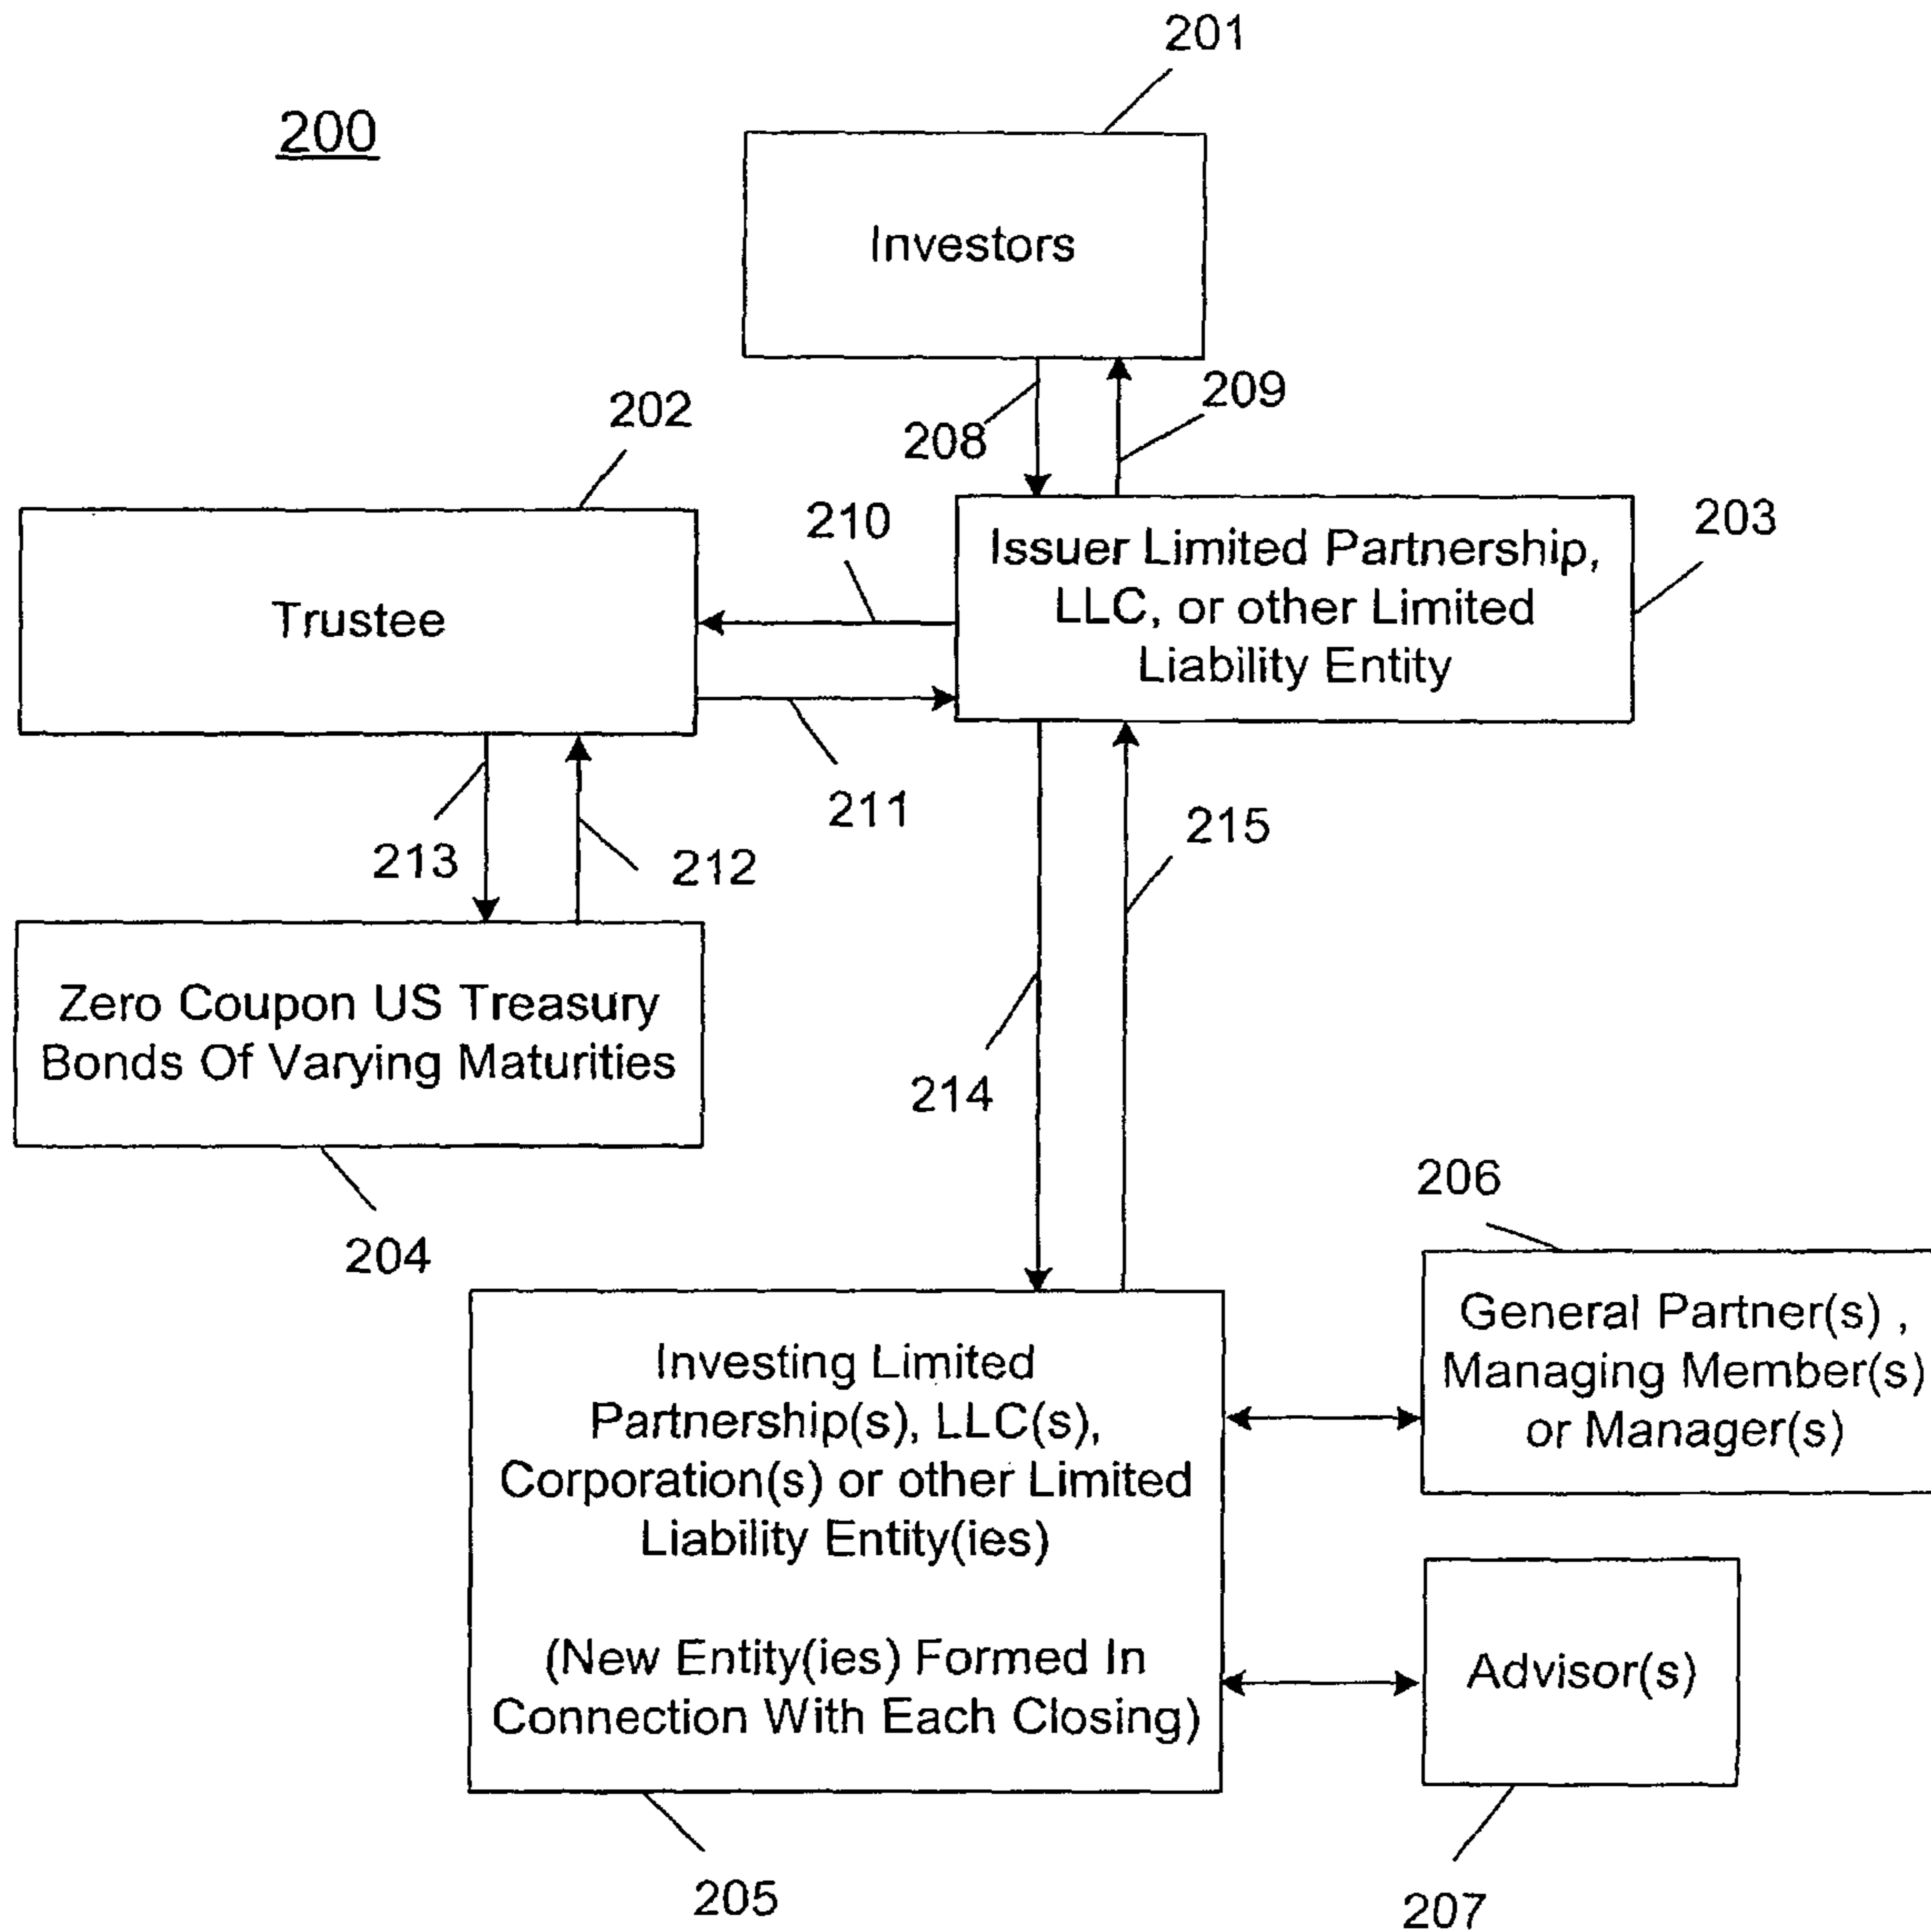 201
200
Investors
202
208
209
210
203
Trustee
Issuer Limited Partnership,
LLC, or other Limited
Liability Entity
211
213
212
215
Zero Coupon US Treasury
Bonds Of Varying Maturities
214
204
206
General Partner(s) ,
Managing Member(s)
or Manager(s)
Investing Limited
Partnership(s), LLC(s),
Corporation(s) or other Limited
Liability Entity(ies)
(New Entity(ies) Formed In
Connection With Each Closing)
Advisor(s)
205
207